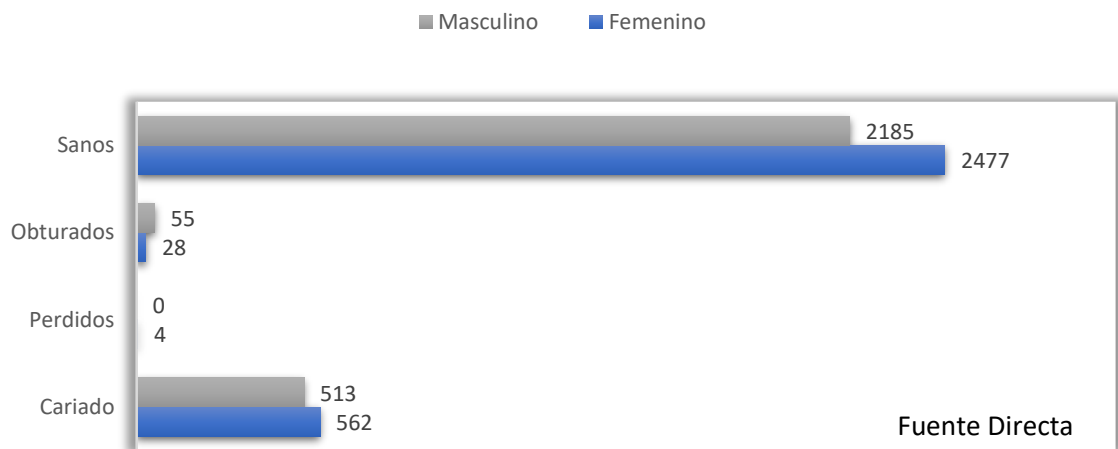 Masculino Femenino
Sanos
2185
2477
Obturados
55
28
Perdidos
0
4
Cariado
513
562
Fuente Directa